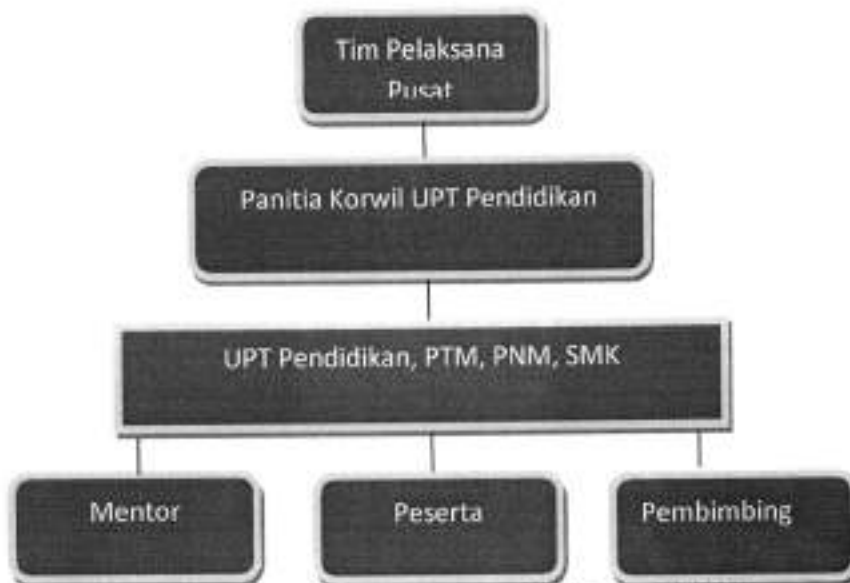 Tim Pelaksana
Pusat
Panitia Korwil UPT Pendidikan
UPT Pendidikan, PTM, PNM, SMK
Mentor
Peserta
Pembimbing